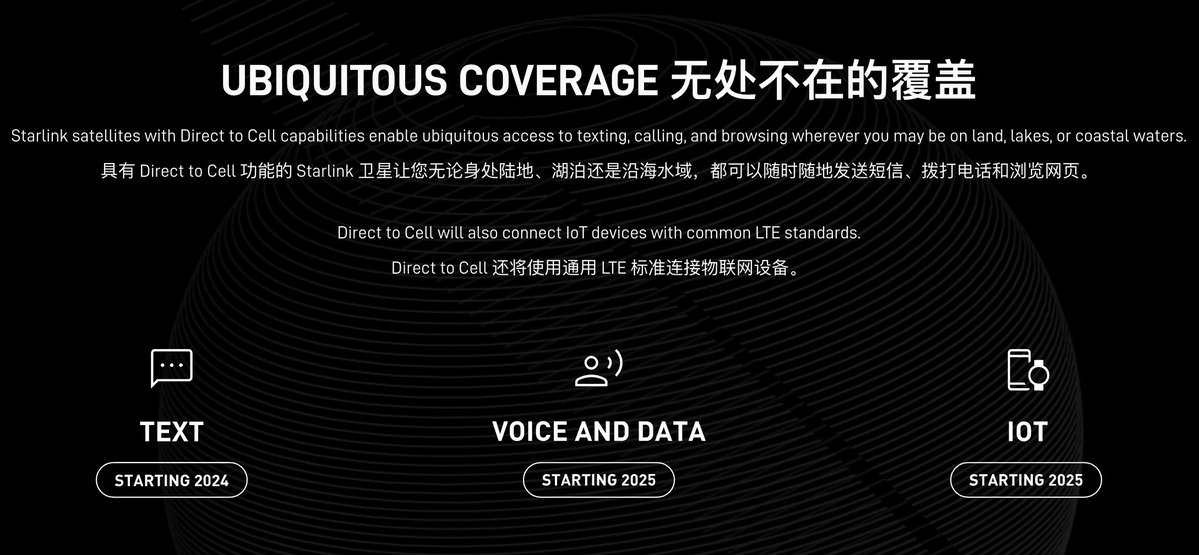 UBIQUITOUS COVERAGE 无处不在的覆盖
Starlink satellites with Direct to Cell capabilities enable ubiquitous access to texting, calling, and browsing wherever you may be on land, lakes, or coastal waters.
具有 Direct to Cell 功能的 Starlink 卫星让您无论身处陆地、湖泊还是沿海水域，都可以随时随地发送短信、拨打电话和浏览网页。
Direct to Cell will also connect IoT devices with common LTE standards.
Direct to Cell 还将使用通用 LTE 标准连接物联网设备。
TEXT
STARTING 2024
VOICE AND DATA
STARTING 2025
IOT
STARTING 2025